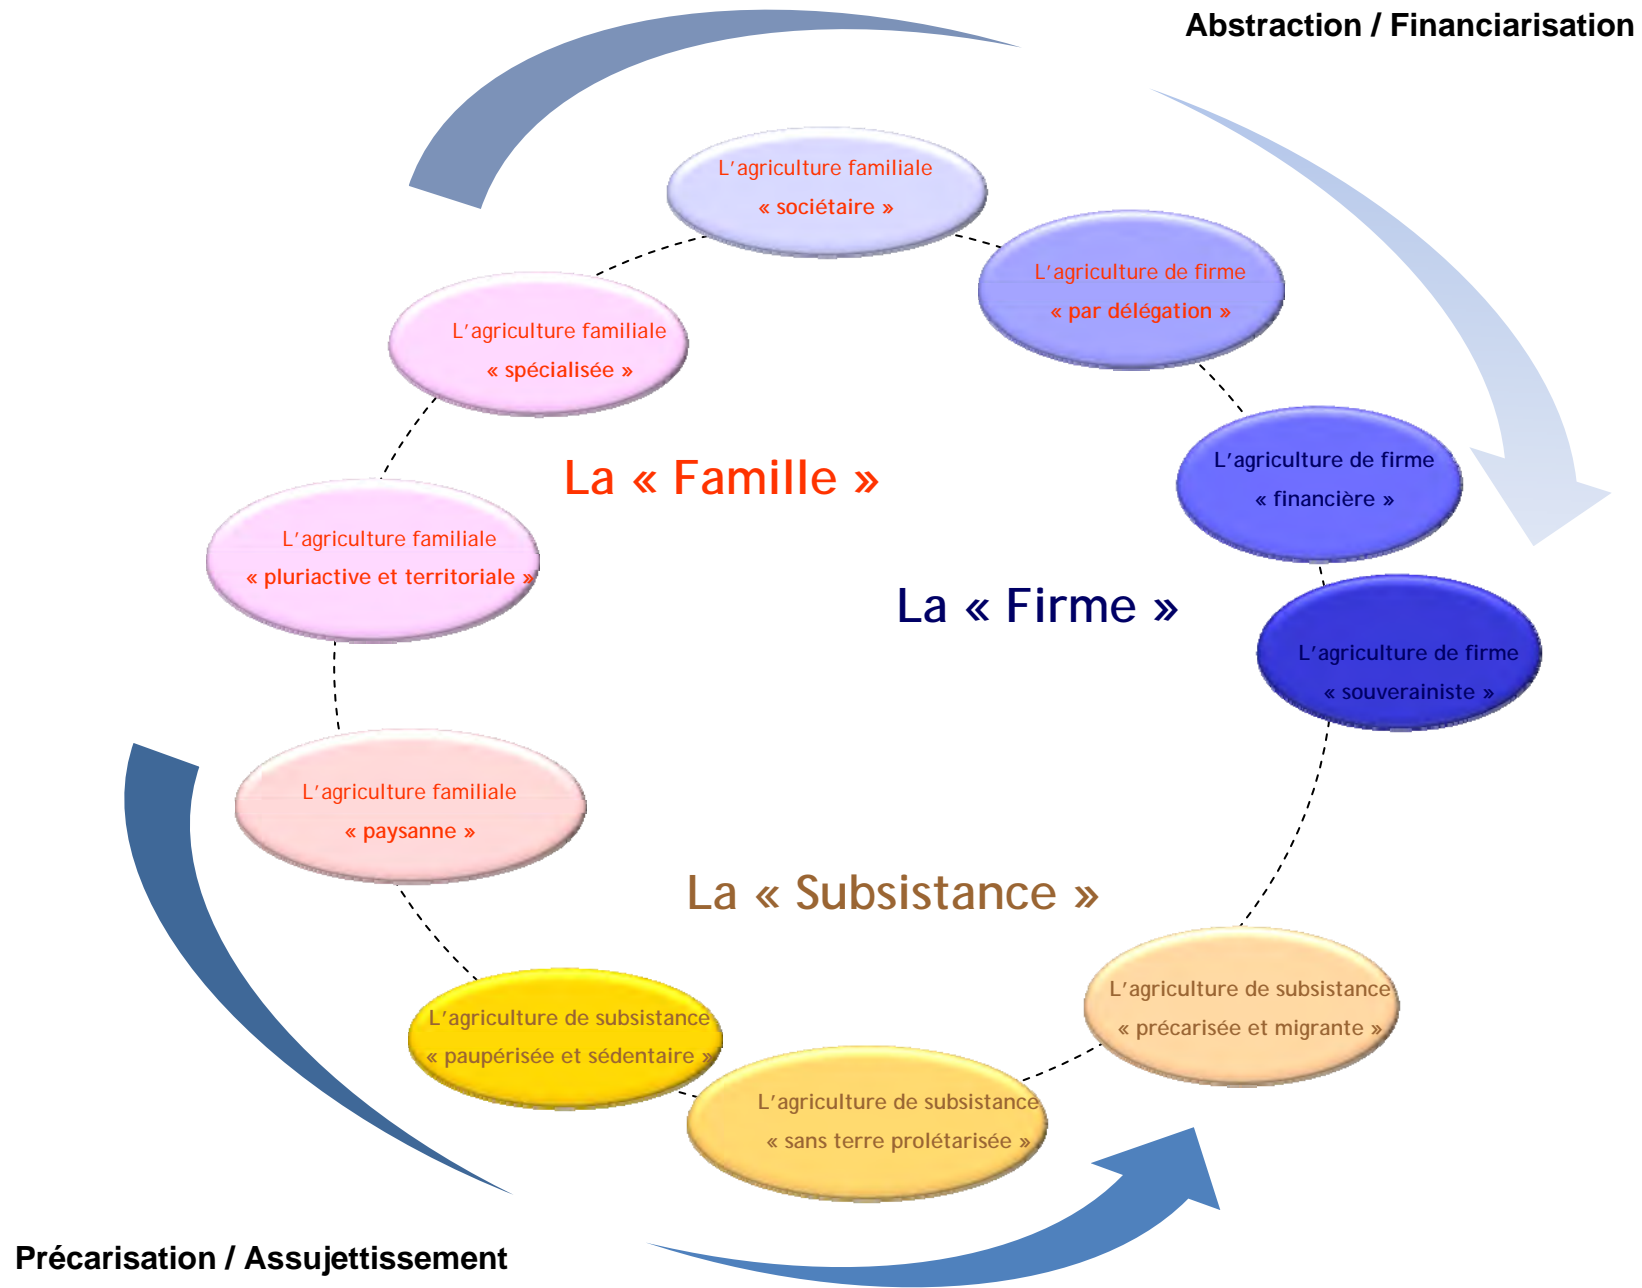 Abstraction / Financiarisation
L’agriculture familiale
« sociétaire »
L’agriculture de firme
« par délégation »
L’agriculture familiale
« spécialisée »
La « Famille »
L’agriculture de firme
« financière »
L’agriculture familiale
« pluriactive et territoriale »
La « Firme »
L’agriculture de firme
« souverainiste »
L’agriculture familiale
« paysanne »
La « Subsistance »
L’agriculture de subsistance
« précarisée et migrante »
L’agriculture de subsistance
« paupérisée et sédentaire »
L’agriculture de subsistance
« sans terre prolétarisée »
Précarisation / Assujettissement